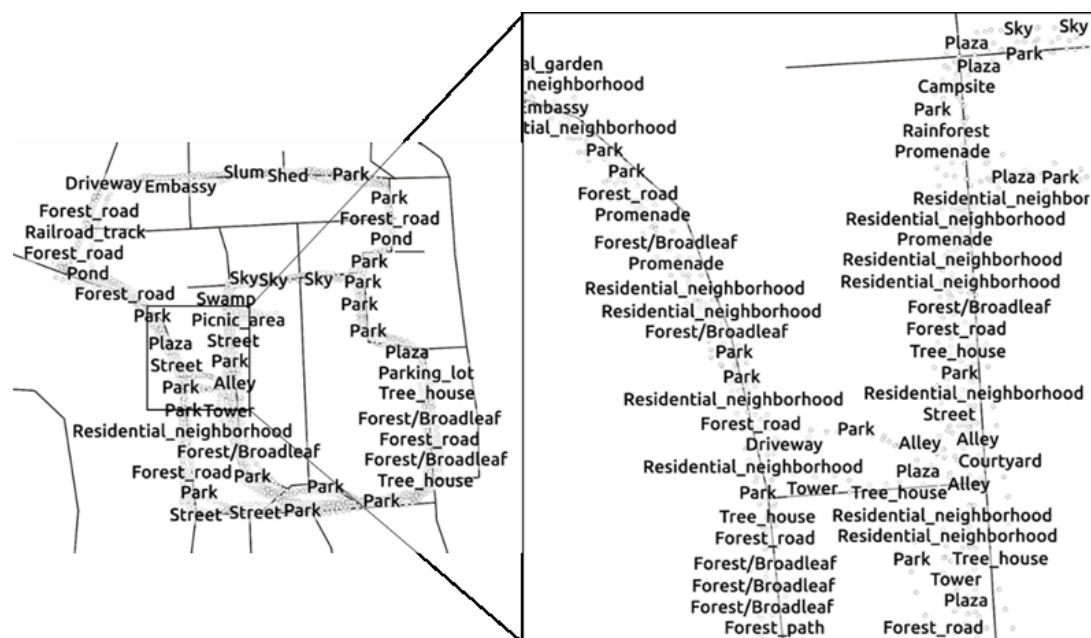 Slum
Shed
Park
Driveway
Embassy
Park
Forest_road
Forest_road
Railroad_track
Pond
Forest_road
Park
Pond
Sky
Sky
Sky
Park
Forest_road
Swamp
Park
Park
Picnic_area
Park
Plaza
Street
Plaza
Street
Park
Parking_lot
Park
Alley
Tree_house
Park
Tower
Forest/Broadleaf
Residential_neighborhood
Forest_road
Forest/Broadleaf
Forest/Broadleaf
Forest_road
Park
Tree_house
Park
Park
Park
Street
Street
Park
Sky
Sky
Plaza
Park
Plaza
al_garden
neighborhood
Campsite
Embassy
Park
tial_neighborhood
Rainforest
Park
Promenade
Park
Plaza
Park
Forest_road
Residential_neighbor
Promenade
Residential_neighborhood
Forest/Broadleaf
Promenade
Promenade
Residential_neighborhood
Residential_neighborhood
Residential_neighborhood
Residential_neighborhood
Forest/Broadleaf
Forest/Broadleaf
Forest_road
Park
Tree_house
Park
Park
Residential_neighborhood
Residential_neighborhood
Street
Forest_road
Park
Driveway
Alley
Alley
Residential_neighborhood
Plaza
Courtyard
Park
Tower
Tree_house
Alley
Tree_house
Residential_neighborhood
Forest_road
Residential_neighborhood
Forest/Broadleaf
Park
Tree_house
Forest/Broadleaf
Tower
Forest/Broadleaf
Plaza
Forest_path
Forest_road